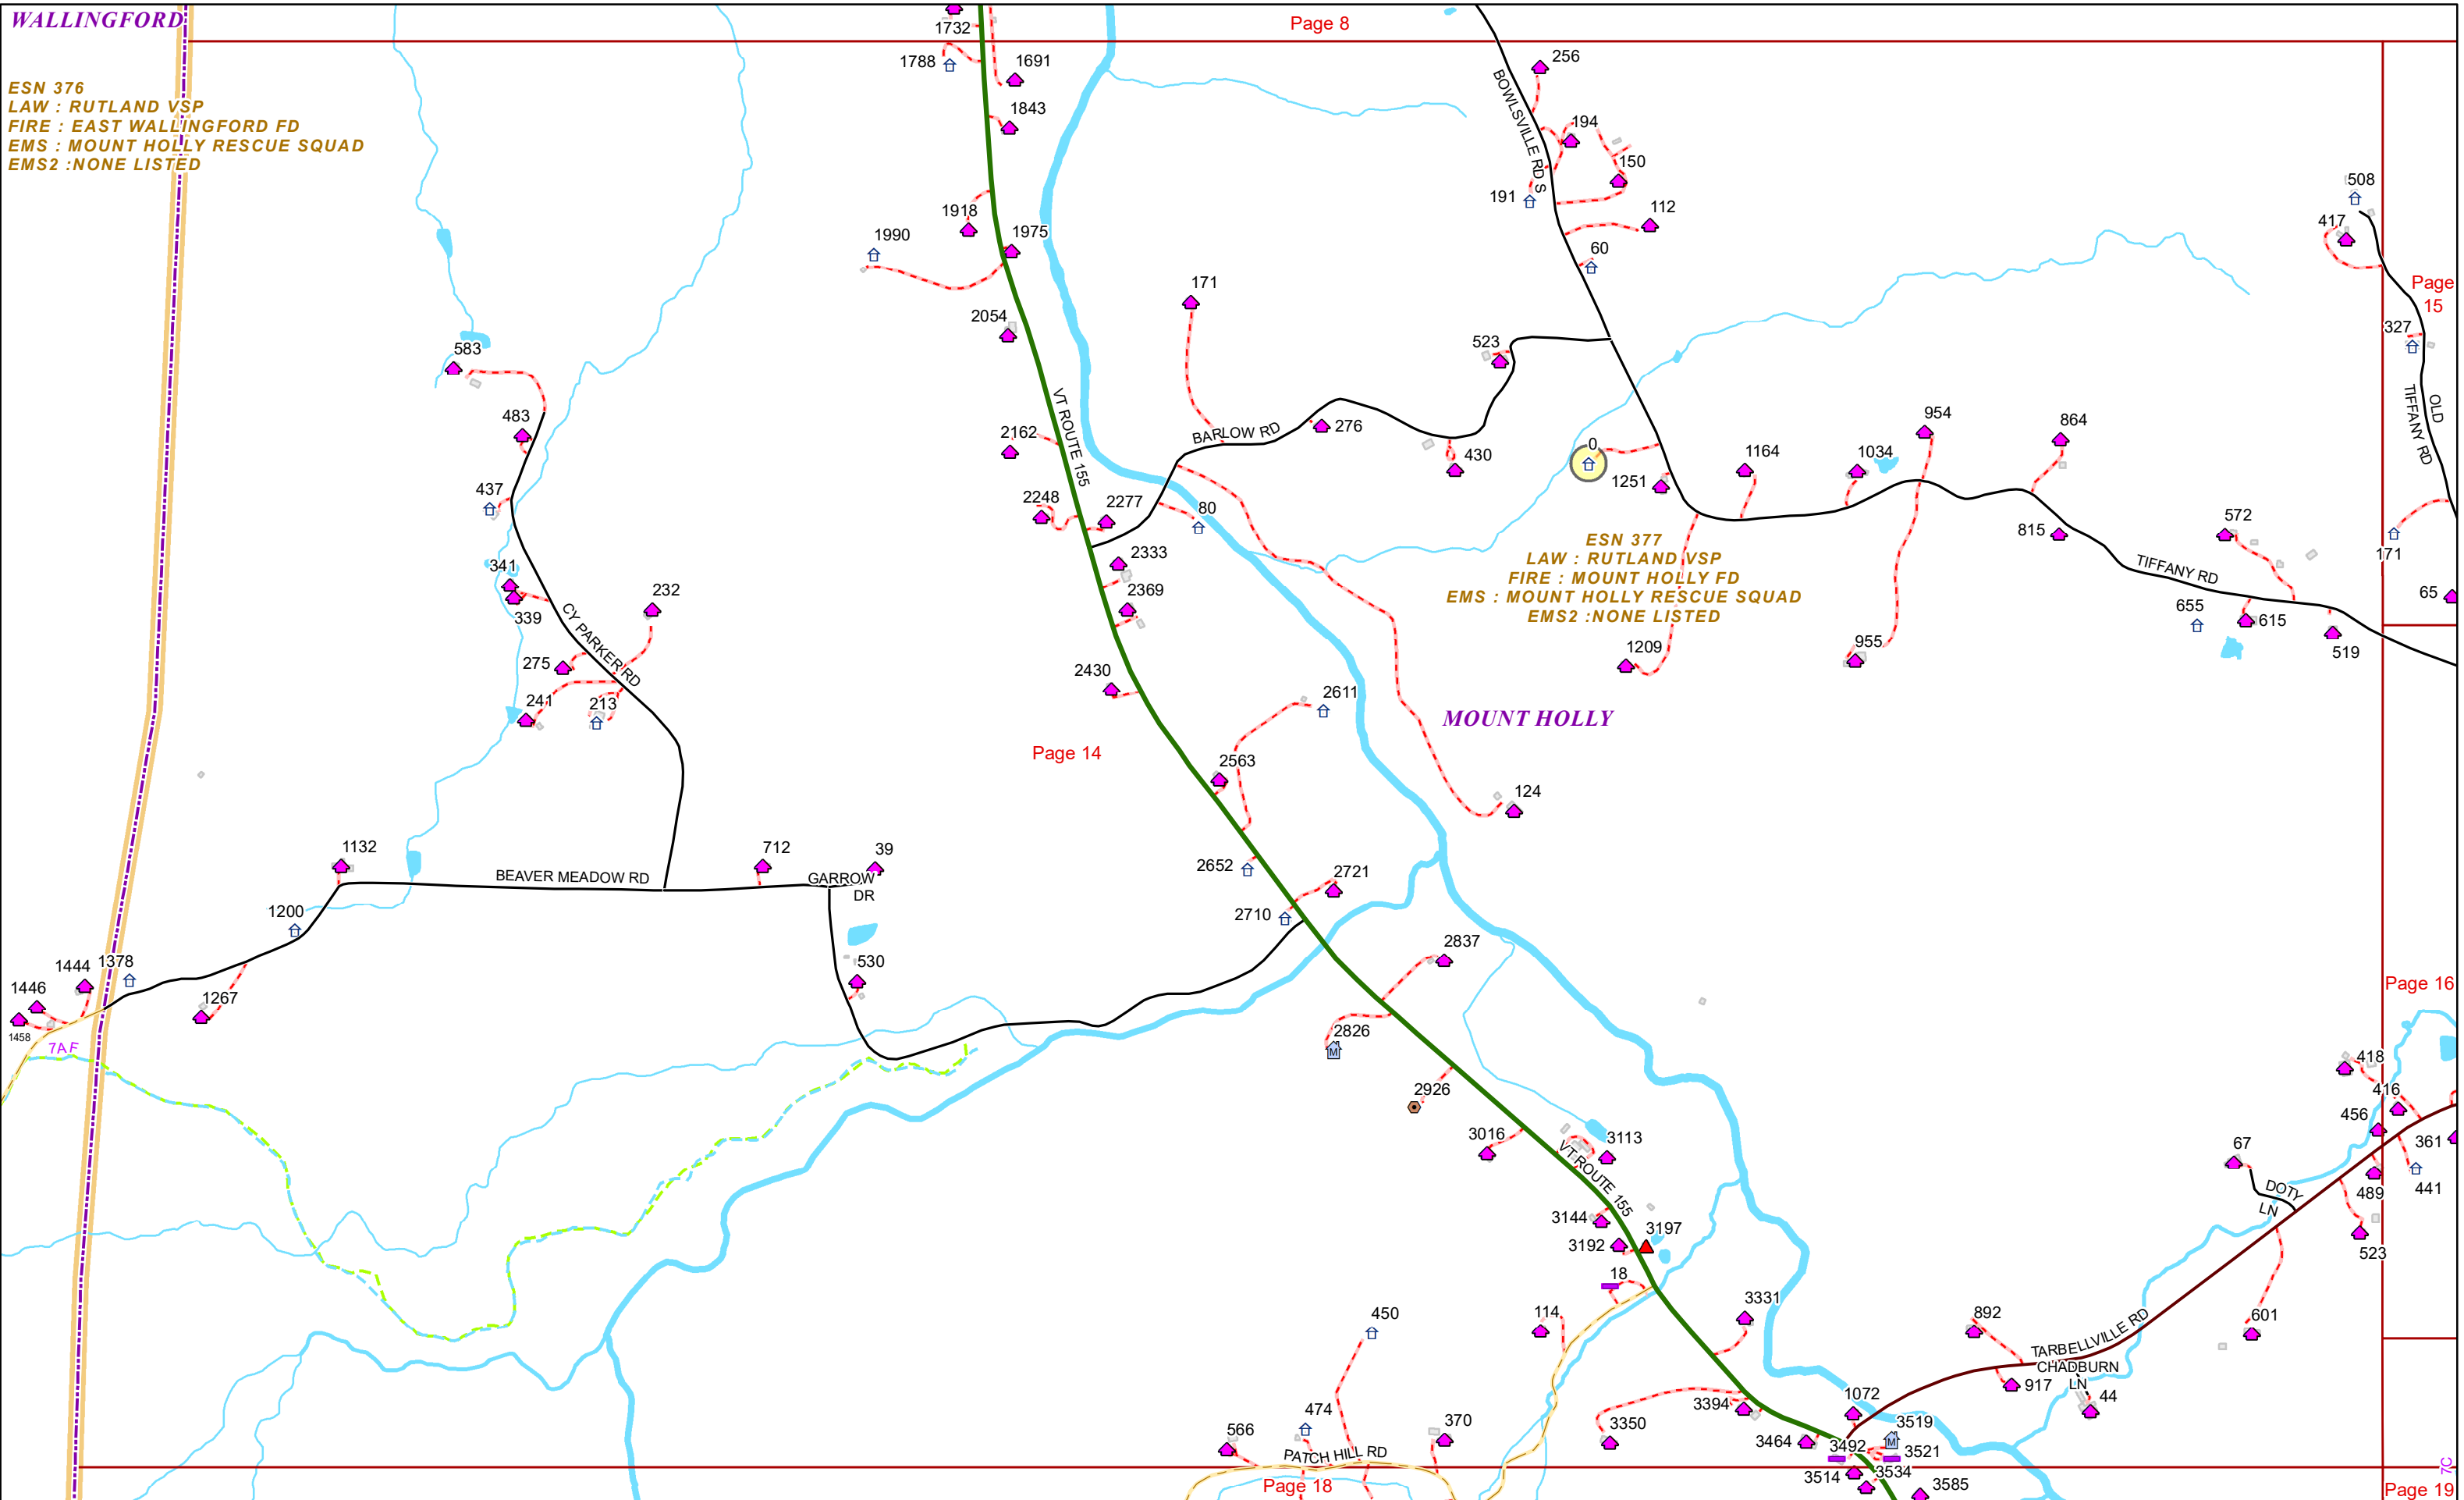 WALLINGFORD
Page 8
1732
1788
1691
256
ESN 376
LAW : RUTLAND VSP
FIRE : EAST WALLINGFORD FD
EMS : MOUNT HOLLY RESCUE SQUAD
EMS2 :NONE LISTED
1843
BOWLSVILLE RD S
194
150
191
508
1918
112
417
1990
1975
60
171
Page
15
2054
327
523
583
VT ROUTE 155
OLD
TIFFANY RD
483
2162
BARLOW RD
276
430
0
954
864
1164
1034
1251
437
2248
2277
80
572
815
171
ESN 377
LAW : RUTLAND VSP
FIRE : MOUNT HOLLY FD
EMS : MOUNT HOLLY RESCUE SQUAD
EMS2 :NONE LISTED
2333
341
TIFFANY RD
2369
232
339
65
655
615
CY PARKER RD
1209
955
519
275
2430
241
213
2611
MOUNT HOLLY
Page 14
2563
124
1132
712
39
2652
2721
BEAVER MEADOW RD
GARROW
DR
1200
2710
2837
1444
1378
530
1446
1267
Page 16
1458
7AF
2826
418
2926
416
456
3016
3113
67
361
VT ROUTE 155
DOTY
LN
489
441
3144
3197
3192
523
18
114
450
3331
892
601
TARBELLVILLE RD
CHADBURN
LN
917
44
1072
3394
474
370
3350
566
3519
3464
3492
3521
PATCH HILL RD
3514
3534
3585
Page 18
7C
Page 19
M
M